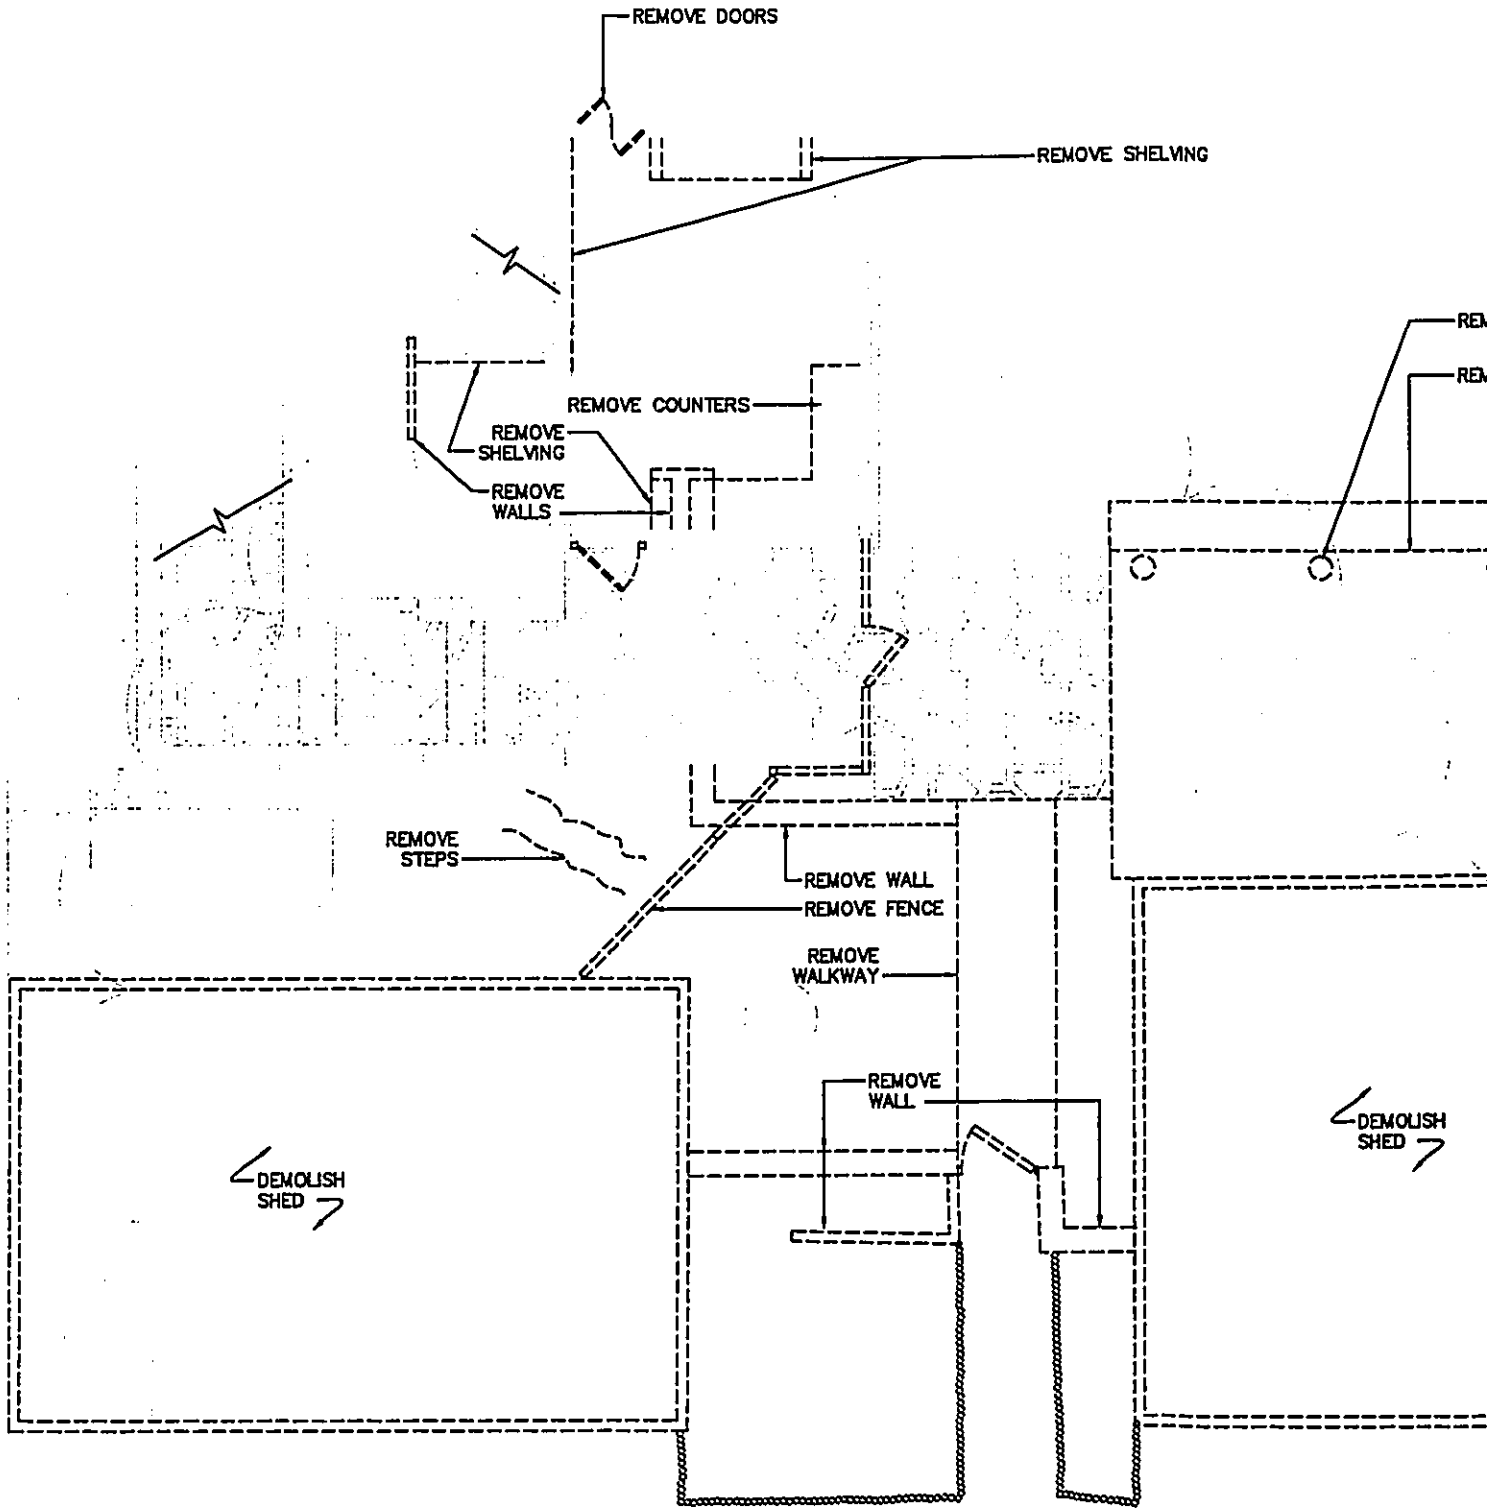 REMOVE DOORS
REMOVE SHELVING
REMOVE COUNTERS
REMOVE
SHELVING
REMOVE
WALLS
REMOVE
STEPS
REMOVE WALL
REMOVE FENCE
REMOVE
WALKWAY
REMOVE
WALL
DEMOLISH
SHED
DEMOLISH
SHED